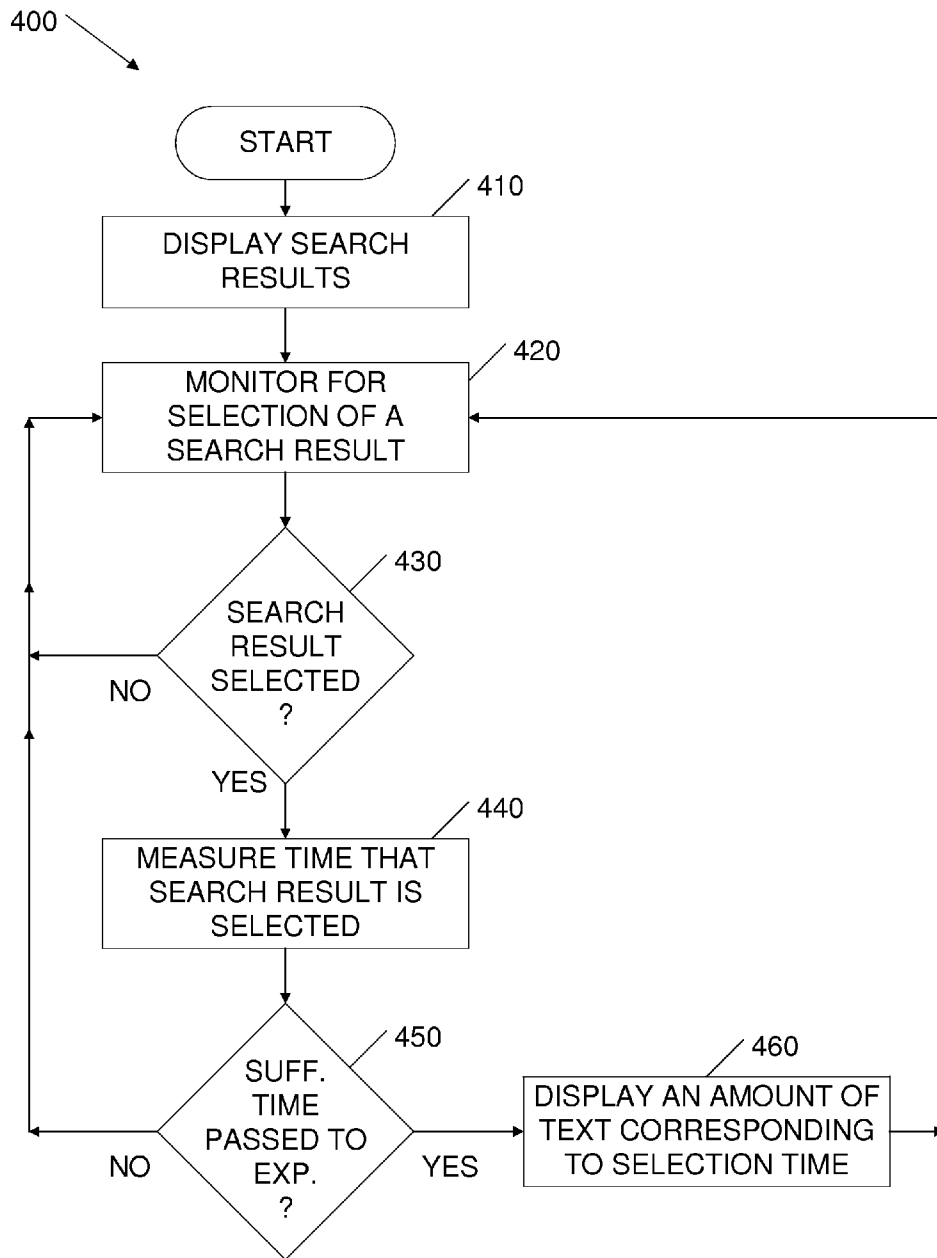 400
START
410
DISPLAY SEARCH
RESULTS
420
MONITOR FOR
SELECTION OF A
SEARCH RESULT
430
SEARCH
RESULT
SELECTED
?
NO
YES
440
MEASURE TIME THAT
SEARCH RESULT IS
SELECTED
450
SUFF.
TIME
PASSED TO
EXP.
?
NO
YES
460
DISPLAY AN AMOUNT OF
TEXT CORRESPONDING
TO SELECTION TIME